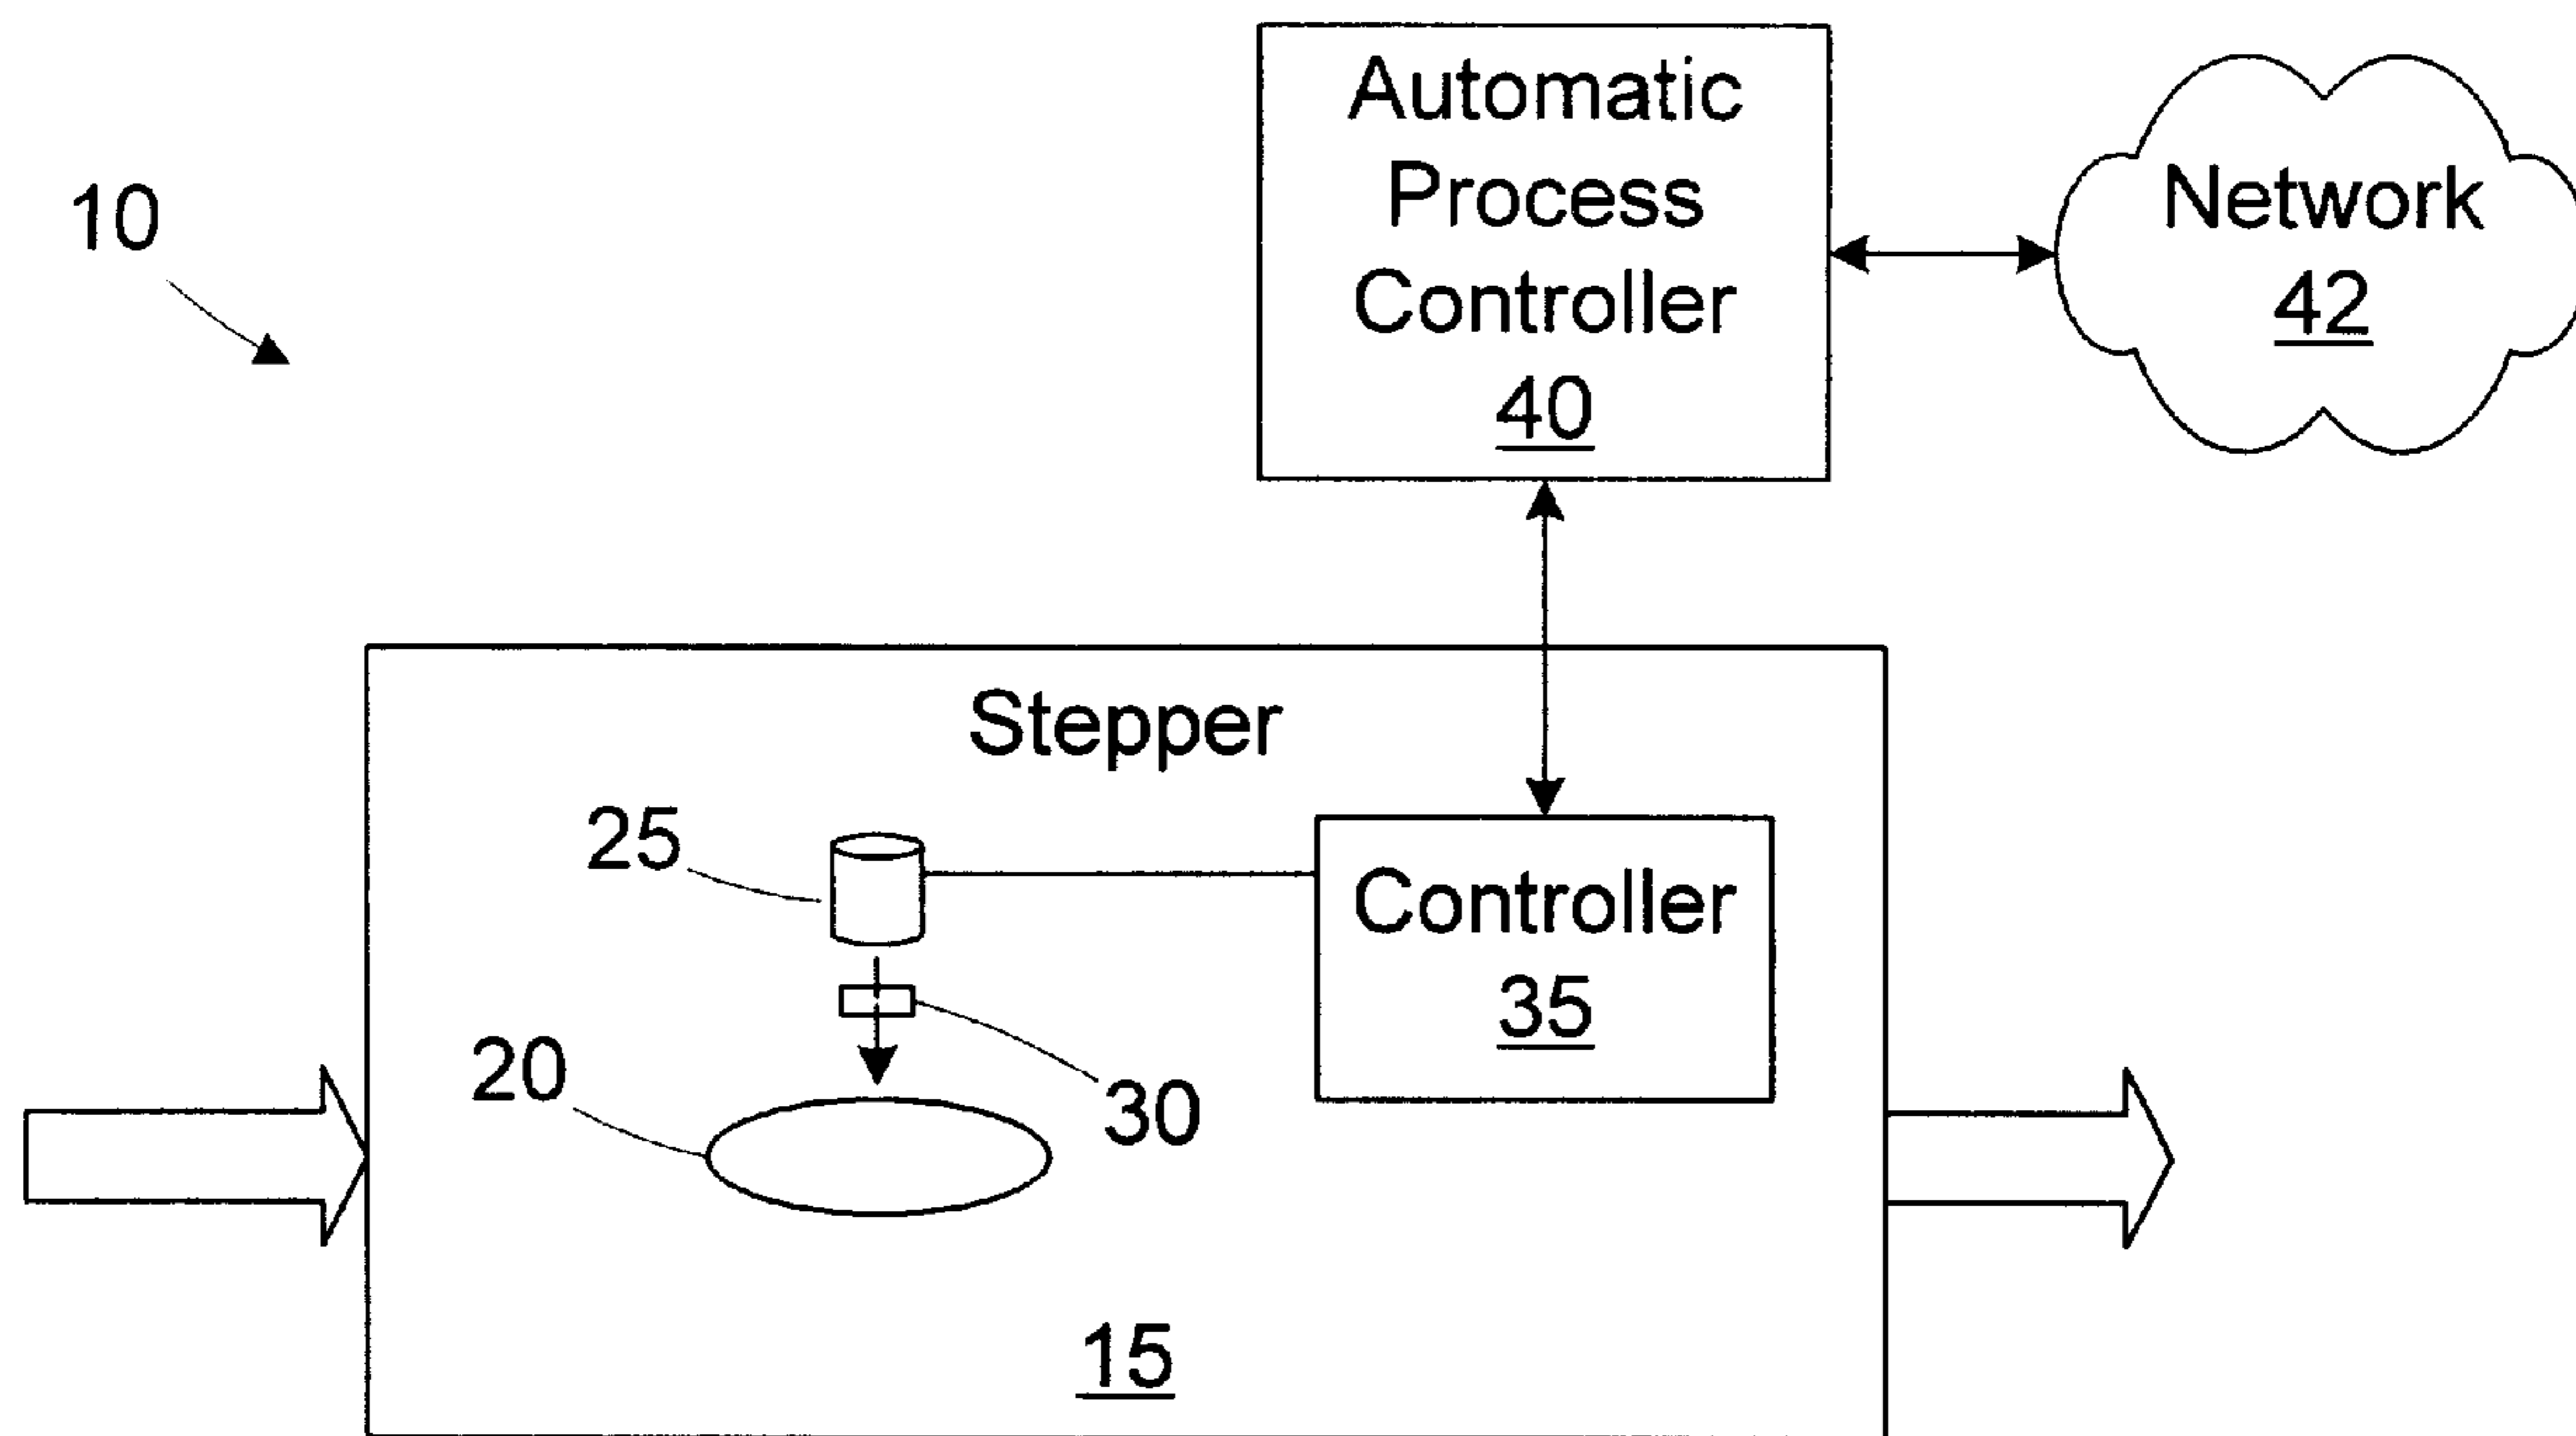 10
Automatic
Process
Controller
40
Network
42
Stepper
25
Controller
35
20
30
15